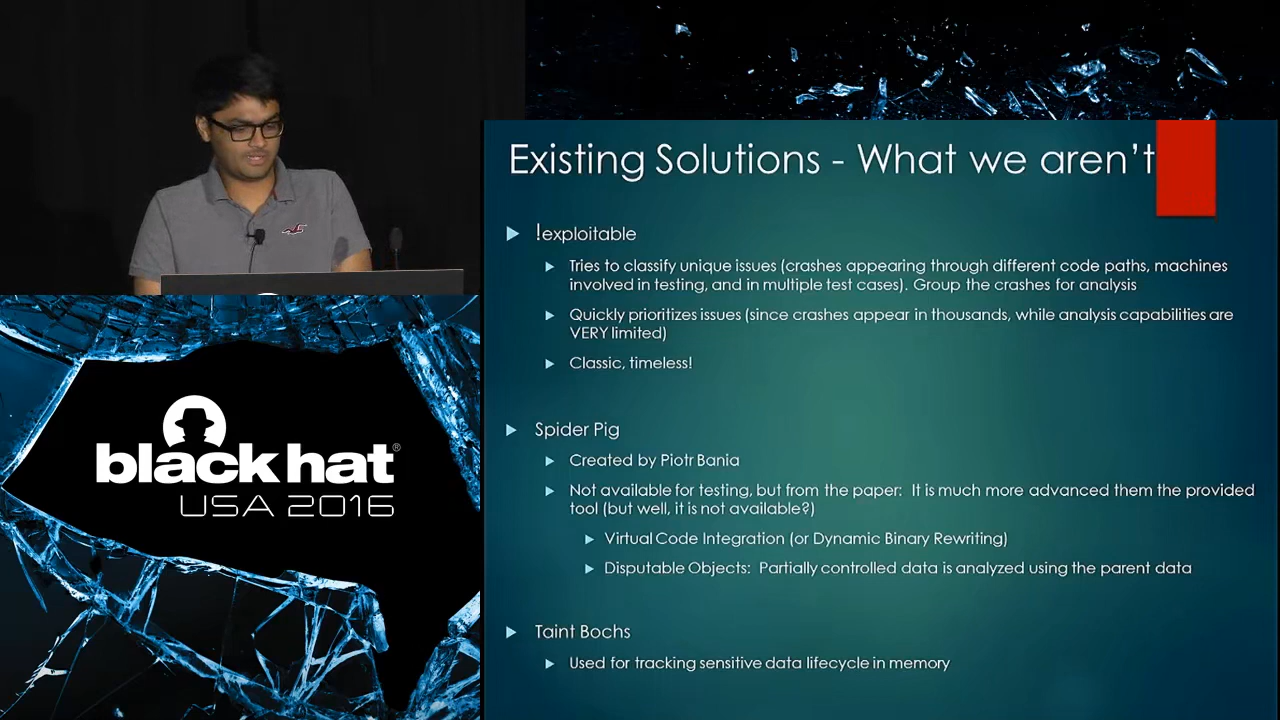 Existing Solutions - What we aren't
!exploitable
Tries to classify unique issues (crashes appearing through different code paths, machines
involved in testing, and in multiple test cases). Group the crashes for analysis
Quickly prioritizes issues (since crashes appear in thousands, while analysis capabilities are
VERY limited)
Classic, timeless!
Spider Pig
Created by Piotr Bania
Not available for testing, but from the paper: It is much more advanced them the provided
tool (but well, it is not available?)
Virtual Code Integration (or Dynamic Binary Rewriting)
Disputable Objects: Partially controlled data is analyzed using the parent data
Taint Bochs
Used for tracking sensitive data lifecycle in memory
black hat®
USA 2016